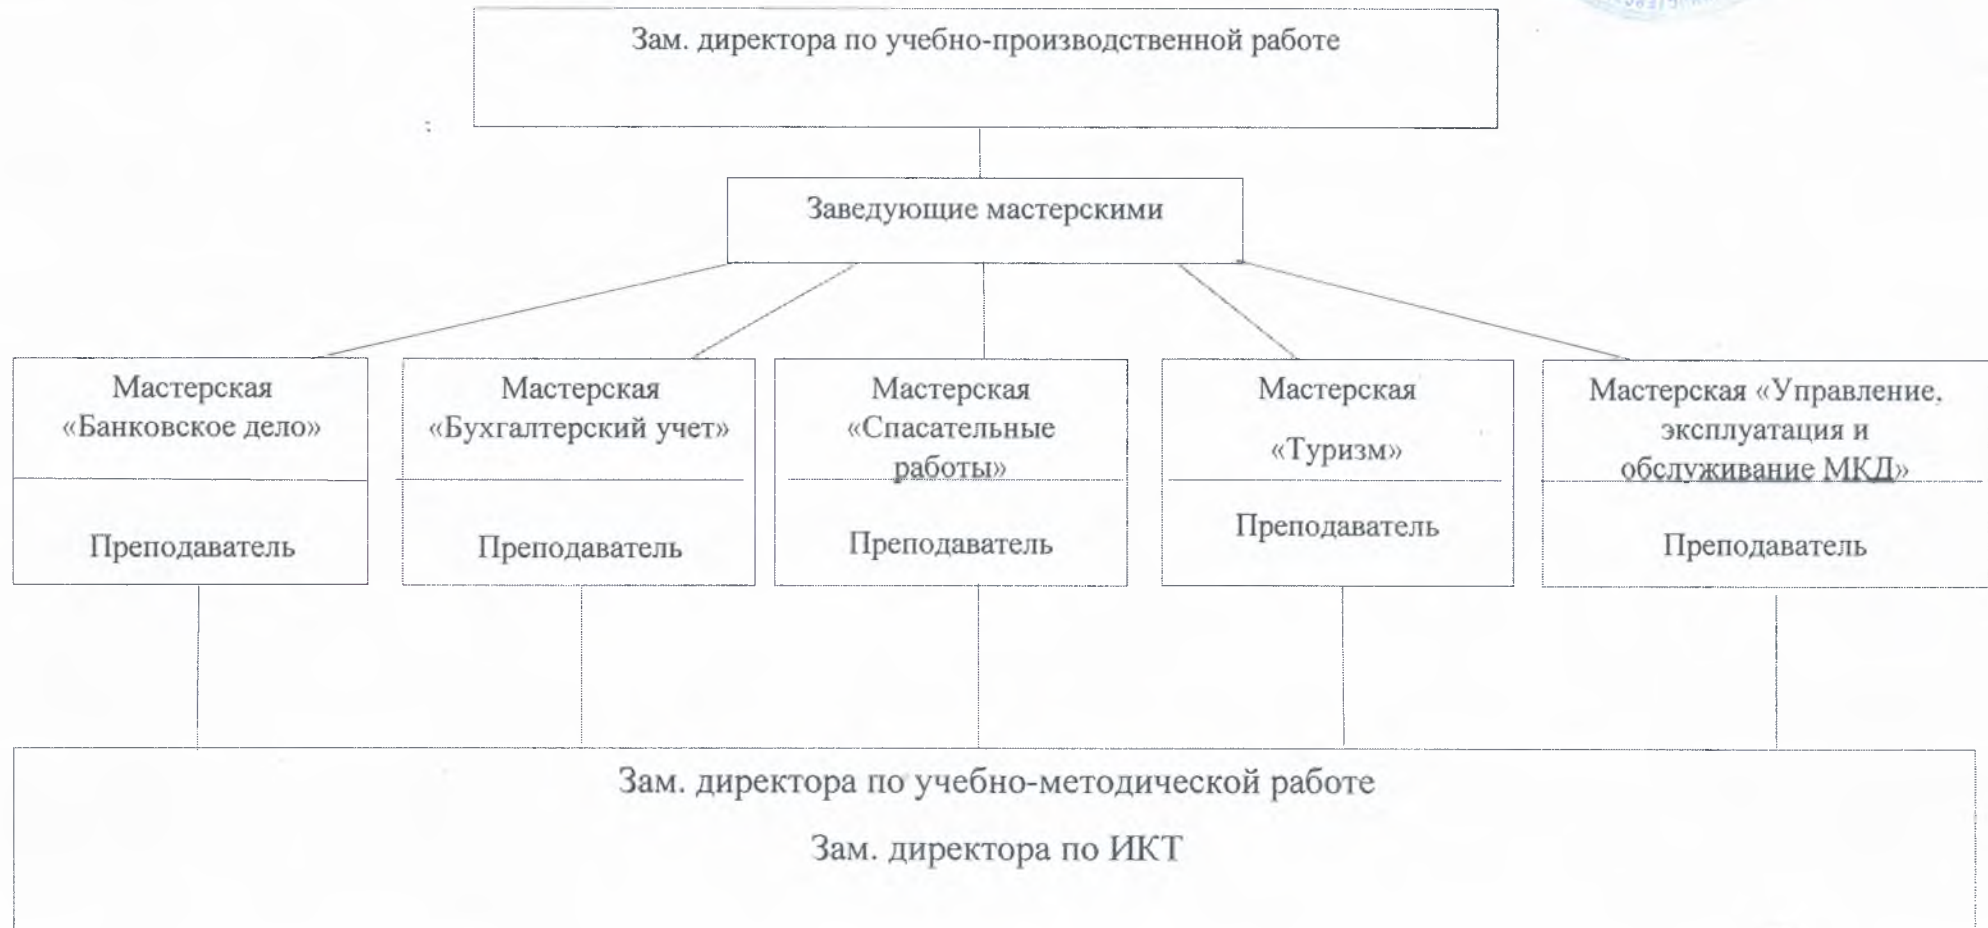 Зам. директора по учебно-производственной работе
Заведующие мастерскими
Мастерская
«Банковское дело»
Преподаватель
Мастерская
«Бухгалтерский учет»
Преподаватель
Мастерская
«Спасательные
работы»
Преподаватель
Мастерская
«Туризм»
Преподаватель
Мастерская «Управление,
эксплуатация и
обслуживание МКД»
Преподаватель
Зам. директора по учебно-методической работе
Зам. директора по ИКТ